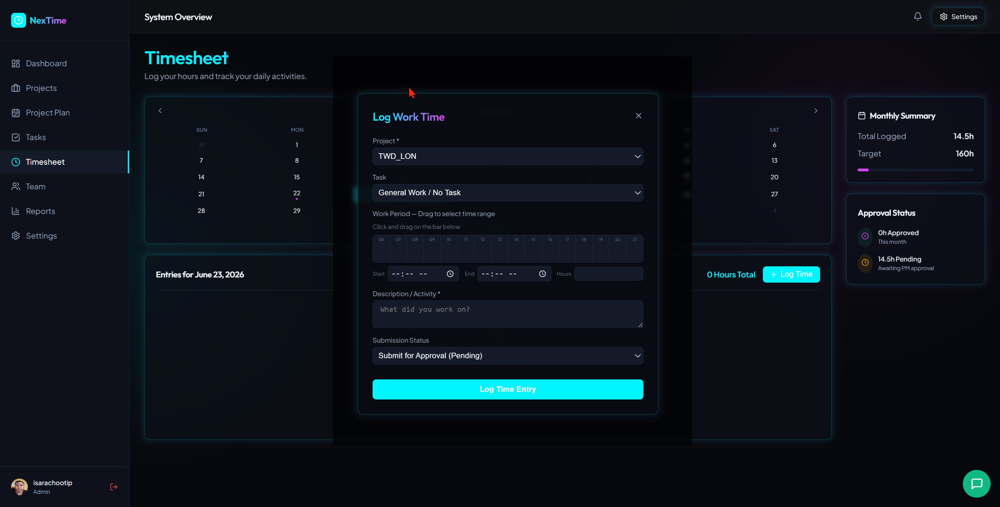 NexTime
System Overview
Settings
Dashboard
Projects
Project Plan
Tasks
Timesheet
Team
Reports
Settings
isarachootip
Admin
Timesheet
Log your hours and track your daily activities.
SUN MON SAT
31 1 6
7 8 13
14 15 20
21 22 27
28 29 4
Entries for June 23, 2026
0 Hours Total
+ Log Time
Log Work Time
Project *
TWD_LON
Task
General Work / No Task
Work Period — Drag to select time range
Click and drag on the bar below
06 07 08 09 10 11 12 13 14 15 16 17 18 19 20 21
Start --:-- -- End --:-- -- Hours
Description / Activity *
What did you work on?
Submission Status
Submit for Approval (Pending)
Log Time Entry
Monthly Summary
Total Logged 14.5h
Target 160h
Approval Status
0h Approved
This month
14.5h Pending
Awaiting PM approval